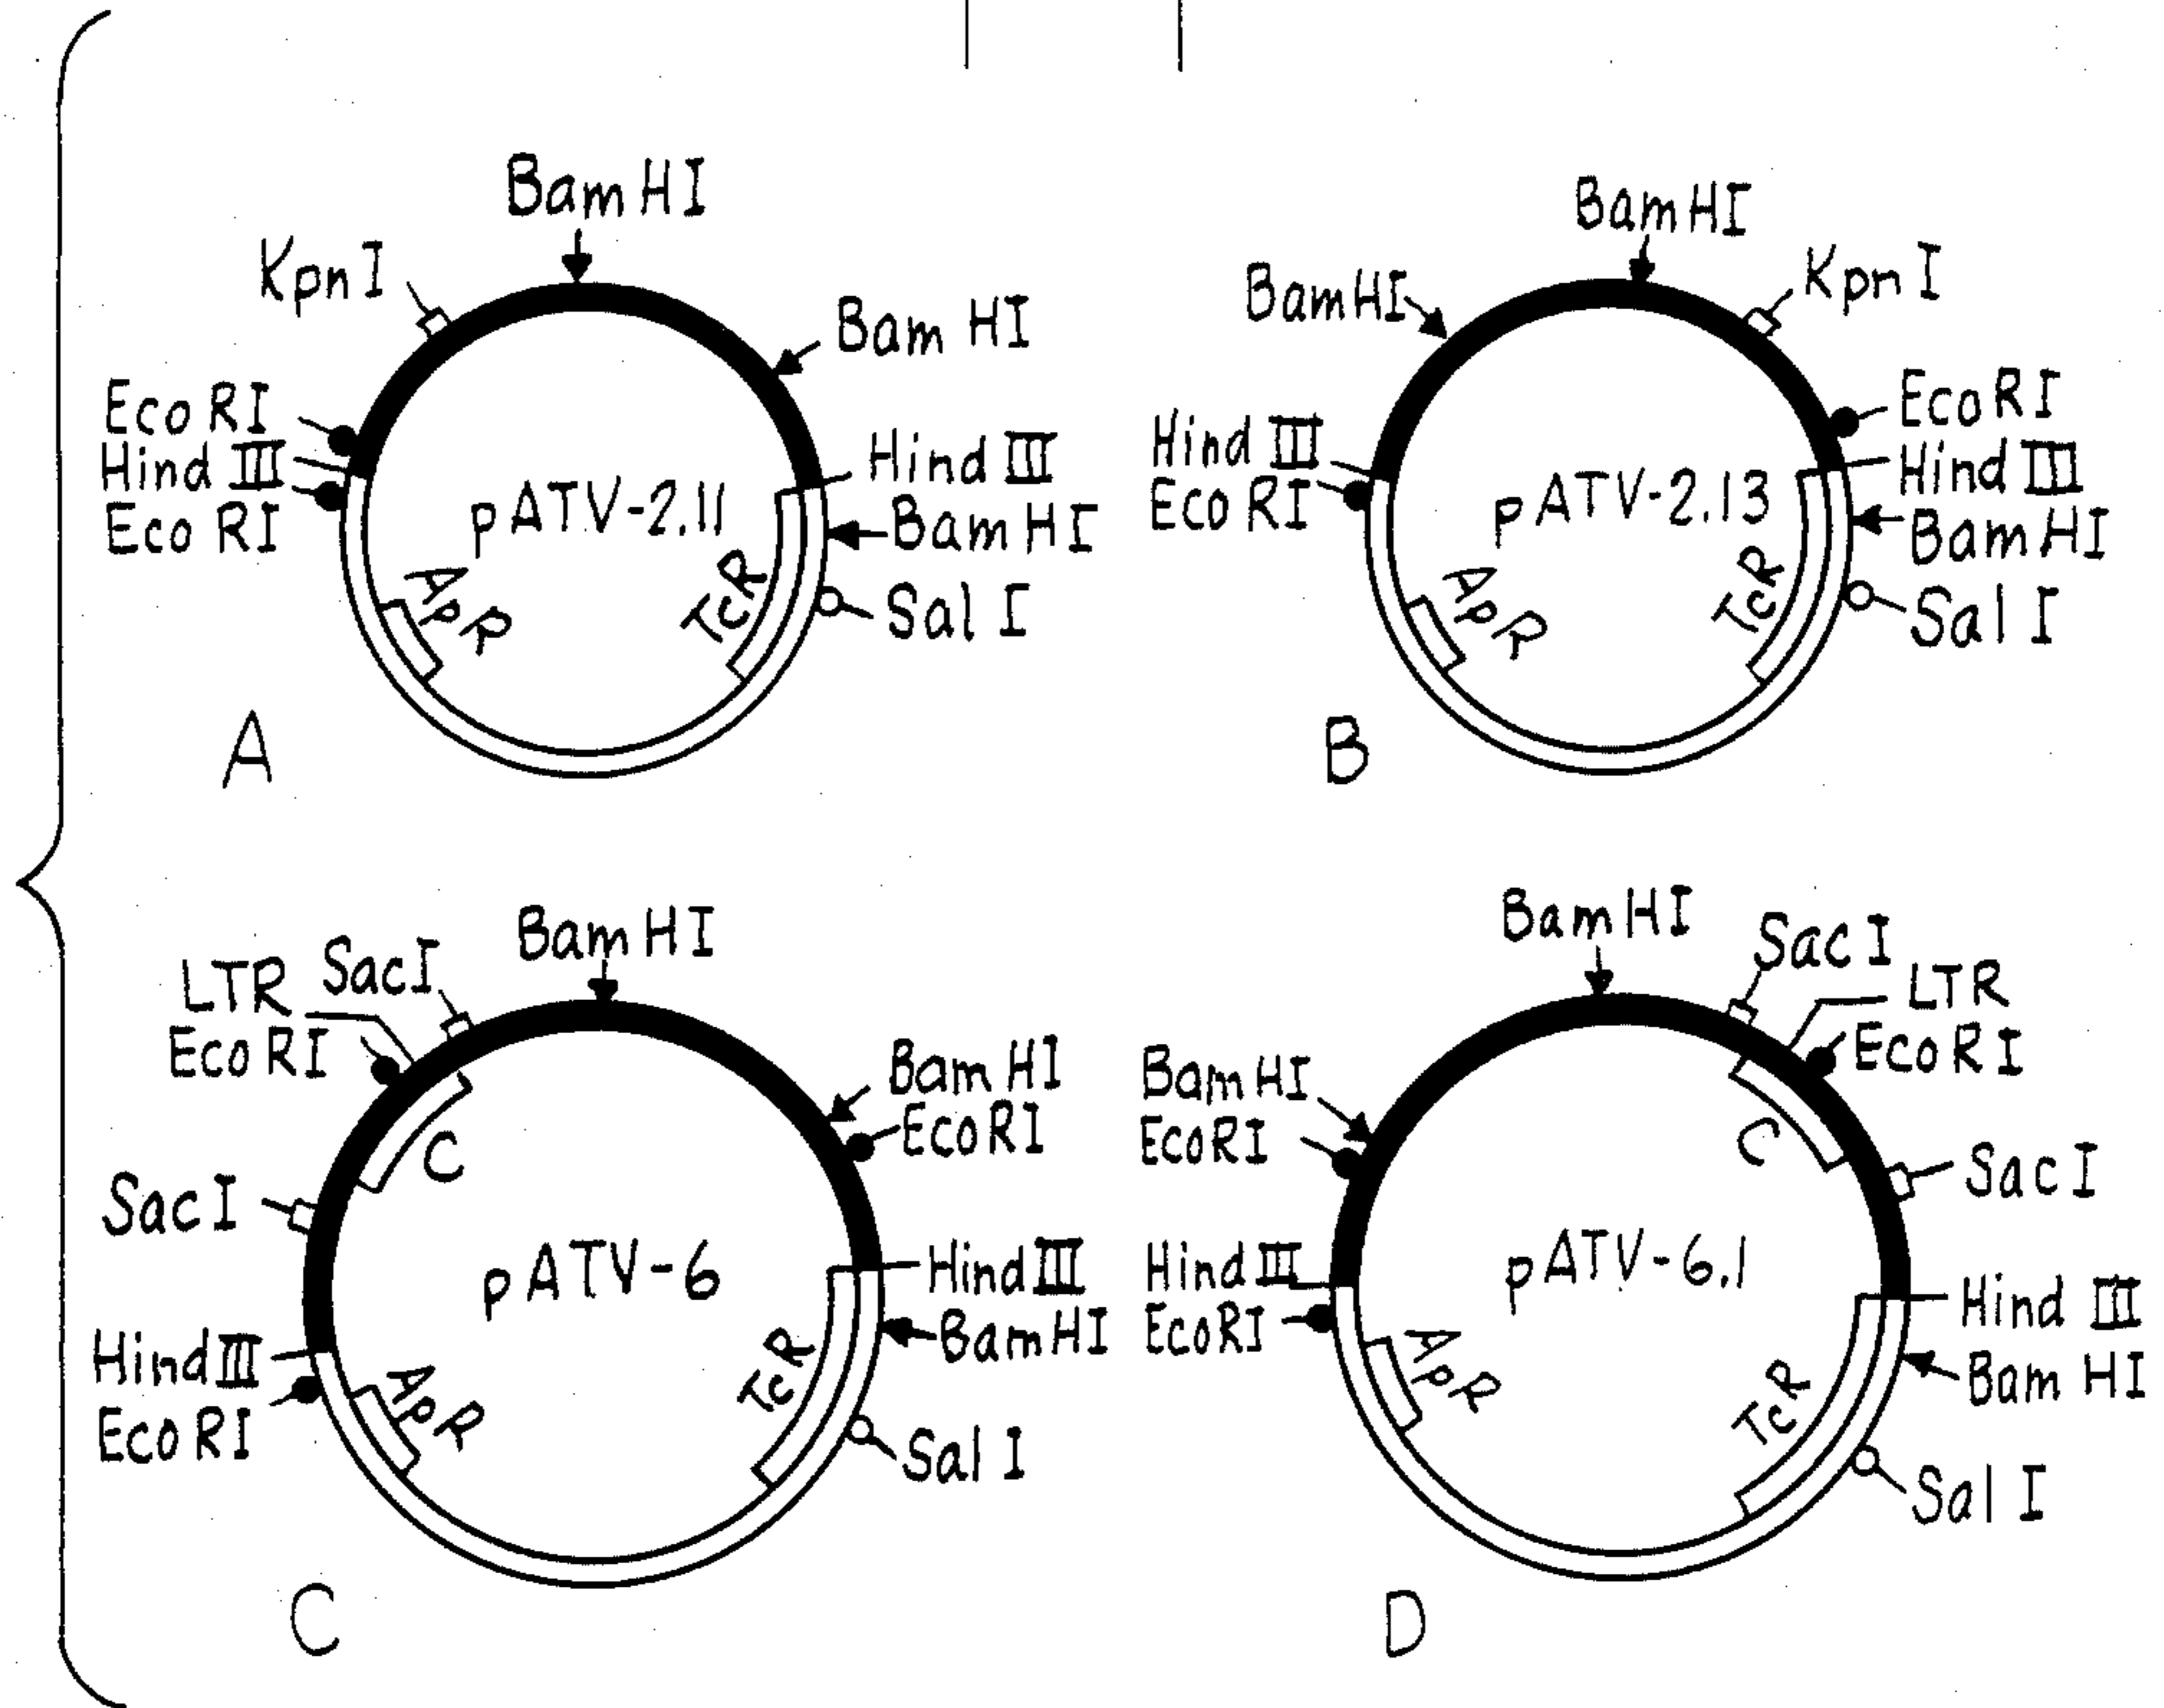 BamHI
KpnI
BamHI
EcoRI
HindIII
EcoRI
pATV-2.11
HindIII
BamHI
SalI
ApR
TcR
A
BamHI
BamHI
KpnI
EcoRI
HindIII
EcoRI
pATV-2.13
HindIII
BamHI
SalI
ApR
TcR
B
BamHI
LTR
SacI
EcoRI
BamHI
EcoRI
C
SacI
pATV-6
HindIII
BamHI
HindIII
EcoRI
ApR
TcR
SalI
C
BamHI
SacI
LTR
EcoRI
BamHI
EcoRI
C
SacI
pATV-6.1
HindIII
EcoRI
HindIII
BamHI
ApR
TcR
SalI
D